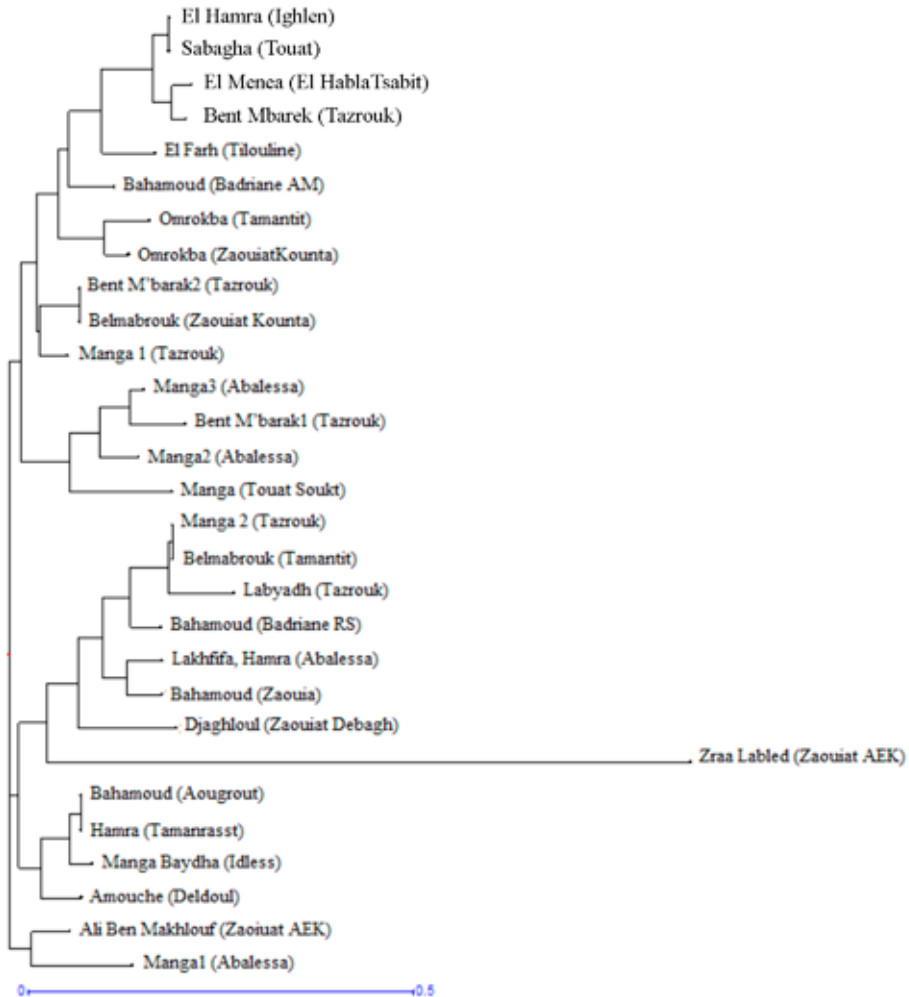 El Hamra (Ighlen)
Sabagha (Touat)
El Menea (El HablaTsabit)
Bent Mbarek (Tazrouk)
El Farh (Tilouline)
Bahamoud (Badriane AM)
Omrokba (Tamantit)
Omrokba (ZaouiatKounta)
Bent M'barak2 (Tazrouk)
Belmabrouk (Zaouiat Kounta)
Manga 1 (Tazrouk)
Manga3 (Abalessa)
Bent M'barak1 (Tazrouk)
Manga2 (Abalessa)
Manga (Touat Soukt)
Manga 2 (Tazrouk)
Belmabrouk (Tamantit)
Labyadh (Tazrouk)
Bahamoud (Badriane RS)
Lakhfifa, Hamra (Abalessa)
Bahamoud (Zaouia)
Djaghloul (Zaouiat Debagh)
Zraa Labled (Zaouiat AEK)
Bahamoud (Aougrout)
Hamra (Tamanrasst)
Manga Baydha (Idless)
Amouche (Deldoul)
Ali Ben Makhlouf (Zaoiuat AEK)
Manga1 (Abalessa)
0 0.5